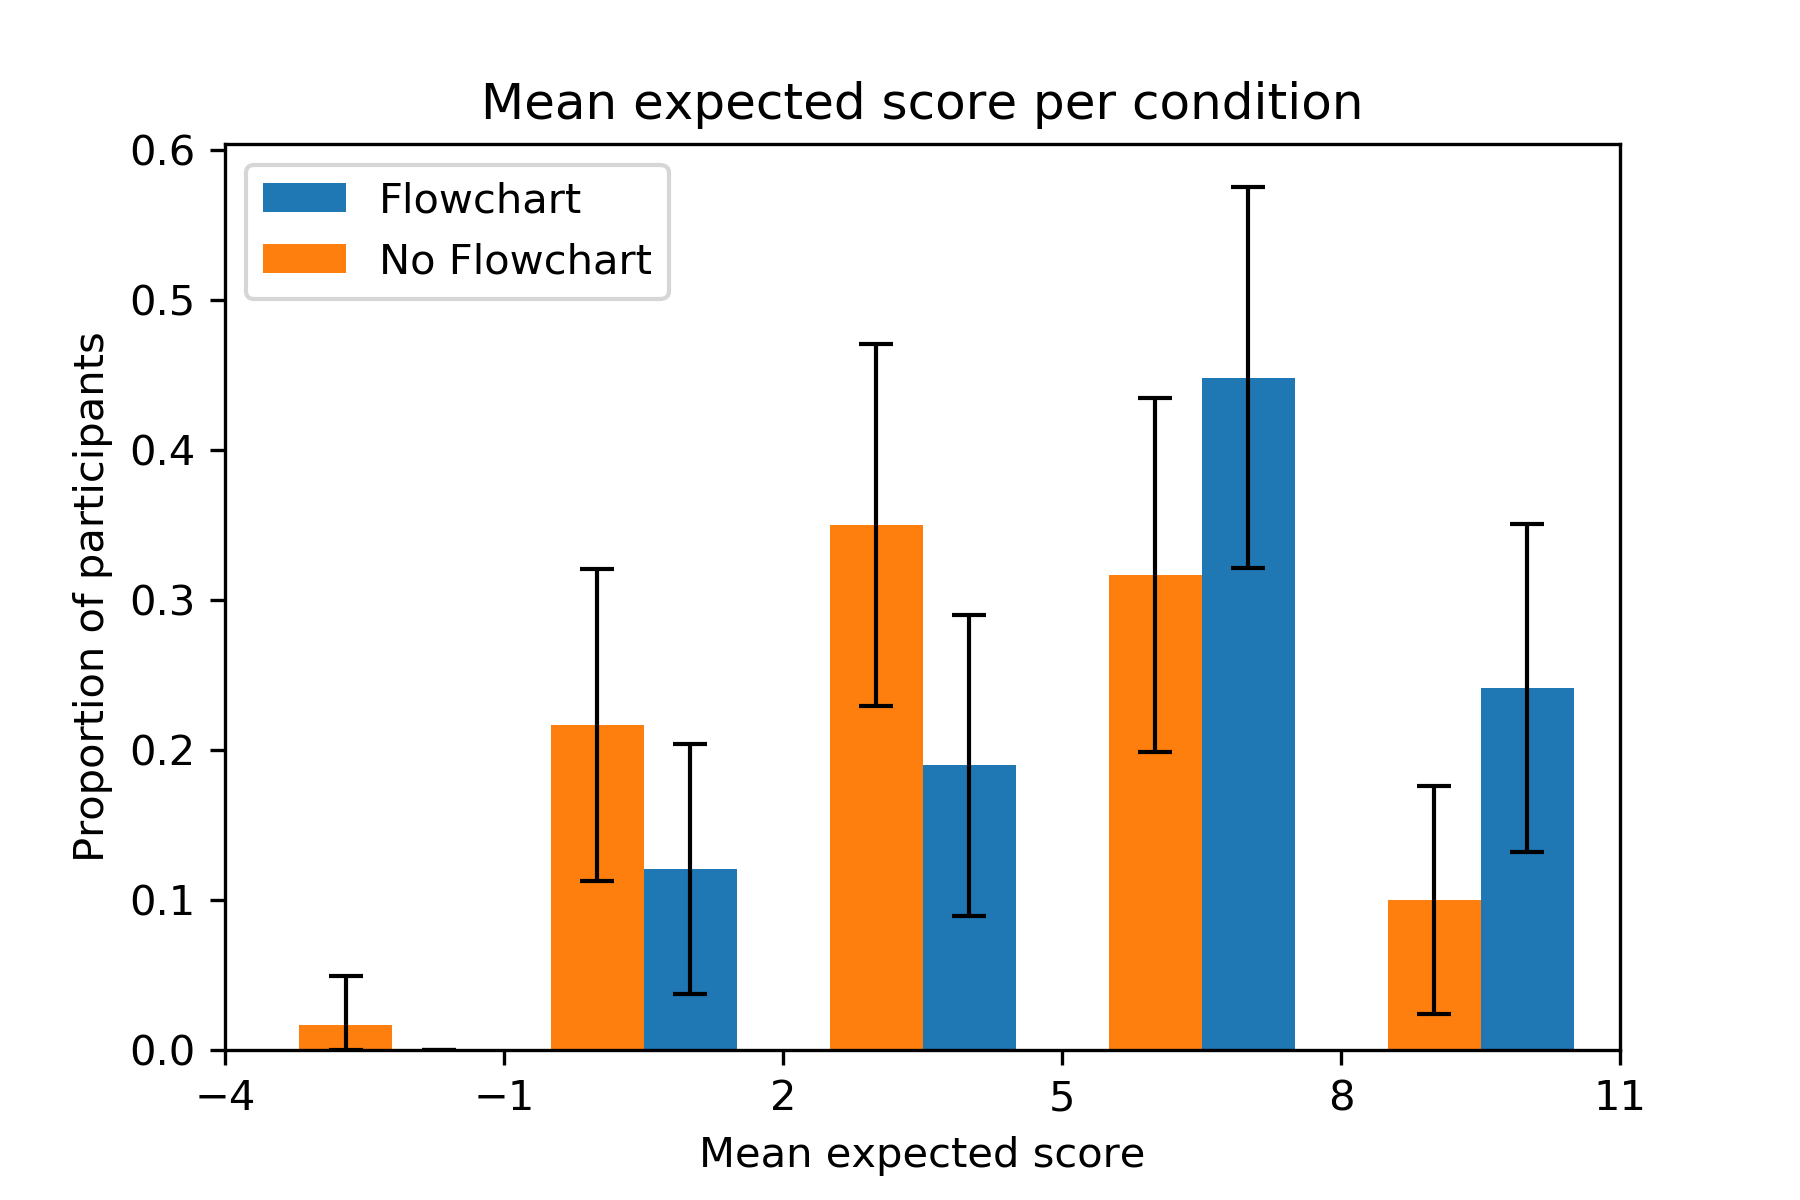 Mean expected score per condition
Flowchart
No Flowchart
Proportion of participants
0.6
0.5
0.4
0.3
0.2
0.1
0.0
−4 −1 2 5 8 11
Mean expected score